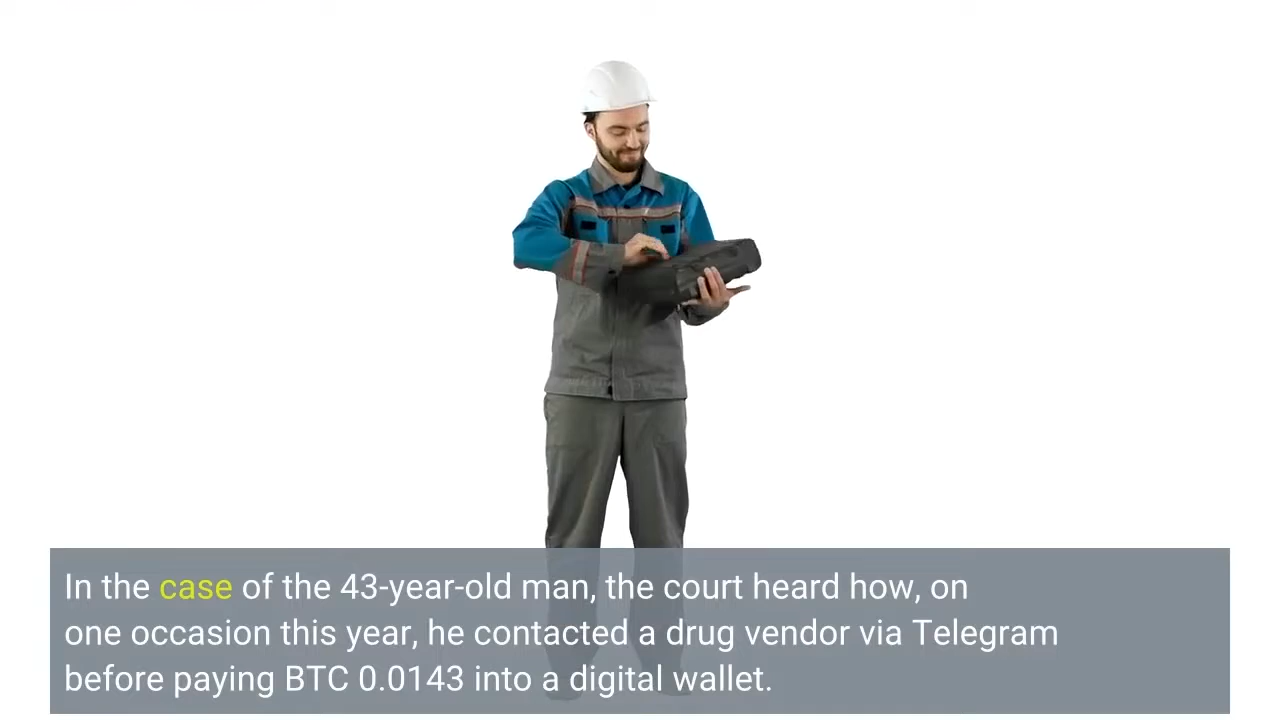 In the case of the 43-year-old man, the court heard how, on
one occasion this year, he contacted a drug vendor via Telegram
before paying BTC 0.0143 into a digital wallet.